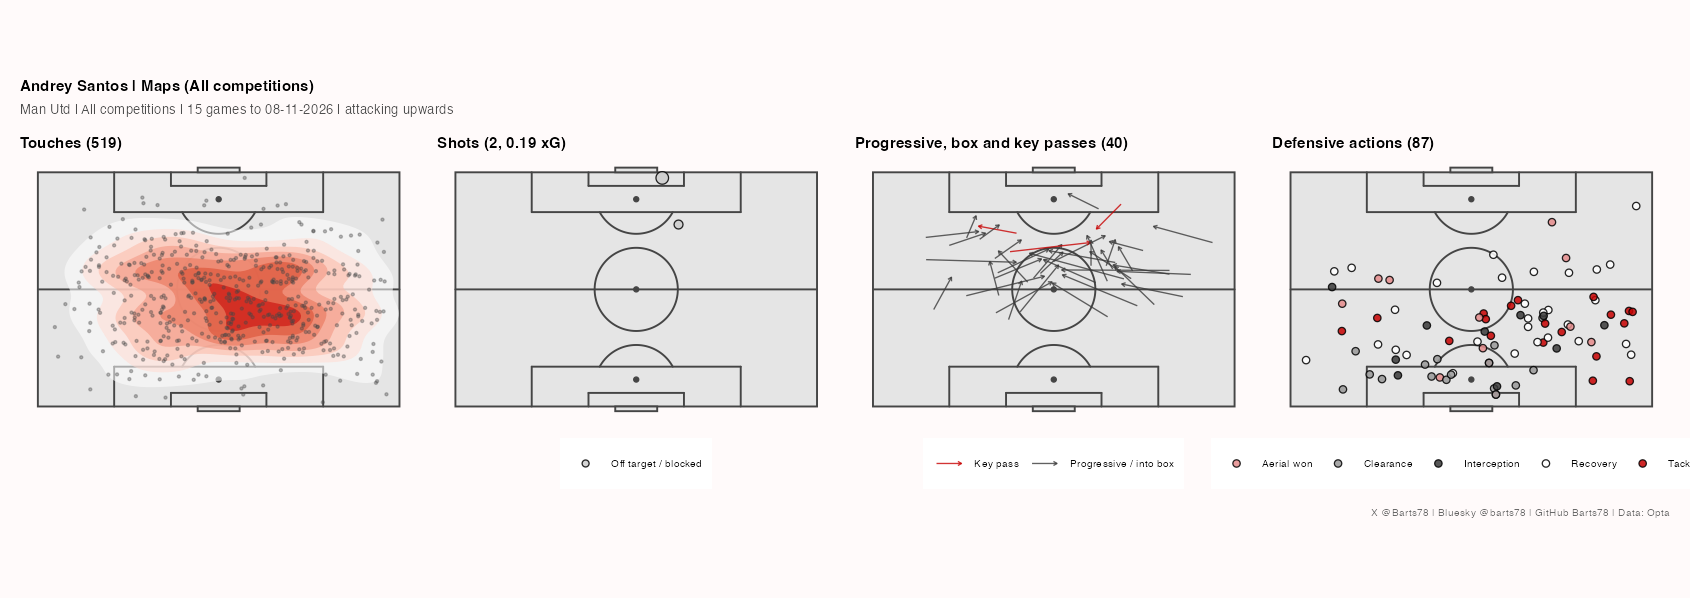 Andrey Santos | Maps (All competitions)
Man Utd | All competitions | 15 games to 08-11-2026 | attacking upwards
Touches (519)
Shots (2, 0.19 xG)
Progressive, box and key passes (40)
Defensive actions (87)
Off target / blocked
Key pass
Progressive / into box
Aerial won
Clearance
Interception
Recovery
Tack
X @Barts78 | Bluesky @barts78 | GitHub Barts78 | Data: Opta